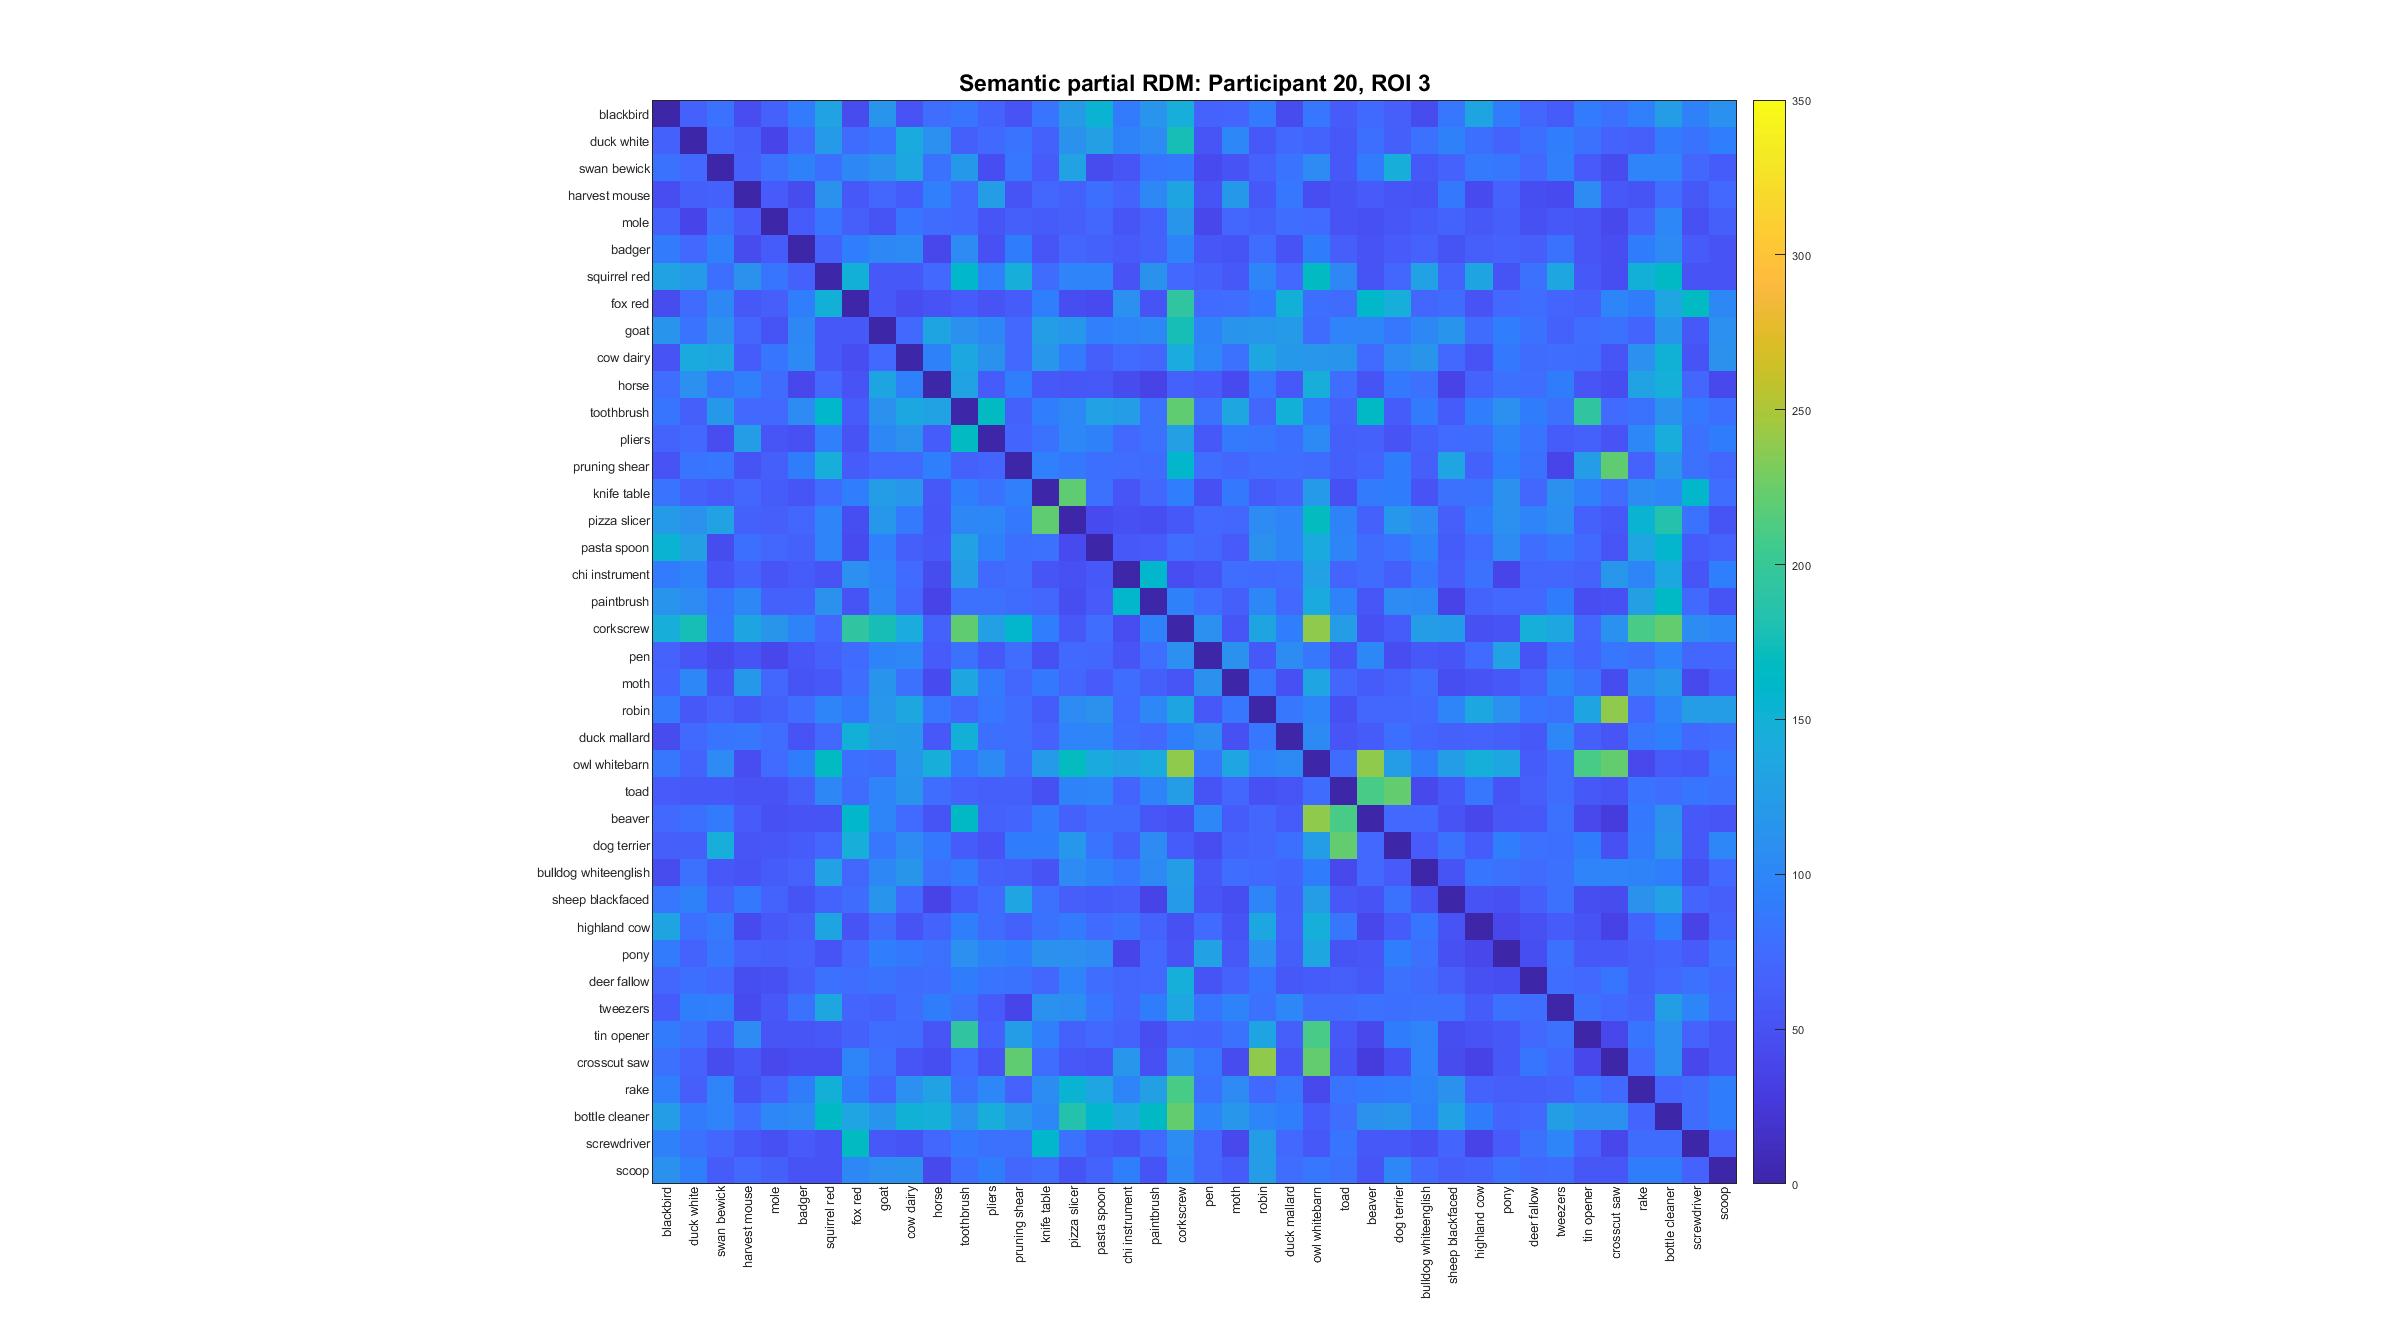 Semantic partial RDM: Participant 20, ROI 3
blackbird
duck white
swan bewick
harvest mouse
mole
badger
squirrel red
fox red
goat
cow dairy
horse
toothbrush
pliers
pruning shear
knife table
pizza slicer
pasta spoon
chi instrument
paintbrush
corkscrew
pen
moth
robin
duck mallard
owl whitebarn
toad
beaver
dog terrier
bulldog whiteenglish
sheep blackfaced
highland cow
pony
deer fallow
tweezers
tin opener
crosscut saw
rake
bottle cleaner
screwdriver
scoop
blackbird
duck white
swan bewick
harvest mouse
mole
badger
squirrel red
fox red
goat
cow dairy
horse
toothbrush
pliers
pruning shear
knife table
pizza slicer
pasta spoon
chi instrument
paintbrush
corkscrew
pen
moth
robin
duck mallard
owl whitebarn
toad
beaver
dog terrier
bulldog whiteenglish
sheep blackfaced
highland cow
pony
deer fallow
tweezers
tin opener
crosscut saw
rake
bottle cleaner
screwdriver
scoop
350
300
250
200
150
100
50
0